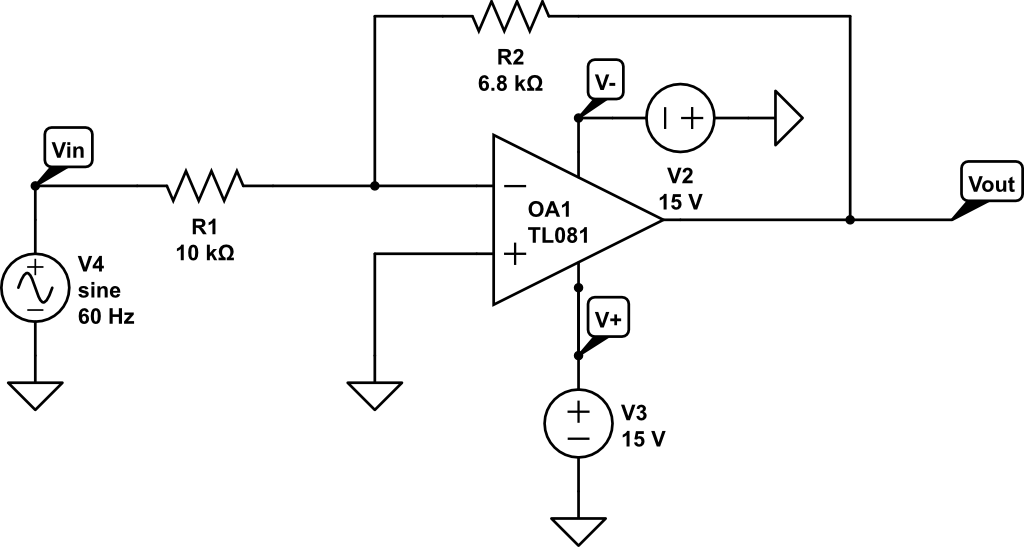 R2
6.8 kΩ
V-
Vin
V2
15 V
Vout
OA1
TL081
R1
10 kΩ
V4
sine
60 Hz
V+
V3
15 V